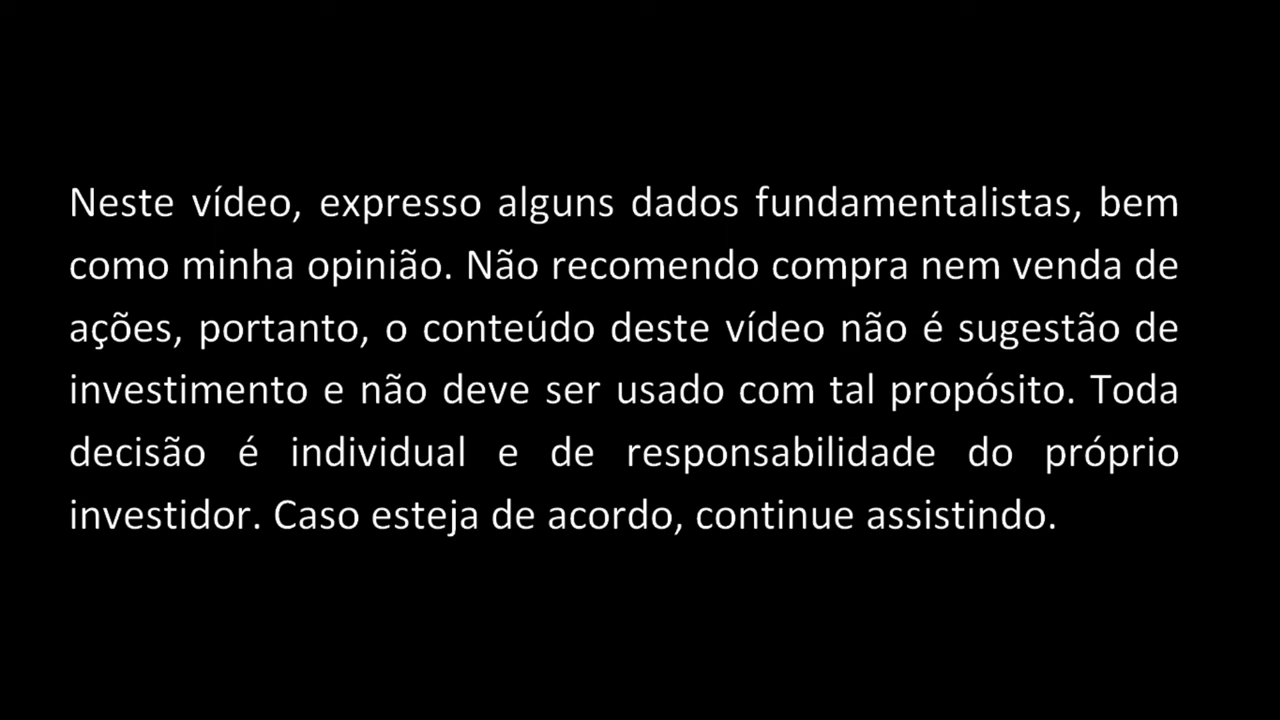 Neste vídeo, expresso alguns dados fundamentalistas, bem
como minha opinião. Não recomendo compra nem venda de
ações, portanto, o conteúdo deste vídeo não é sugestão de
investimento e não deve ser usado com tal propósito. Toda
decisão é individual e de responsabilidade do próprio
investidor. Caso esteja de acordo, continue assistindo.